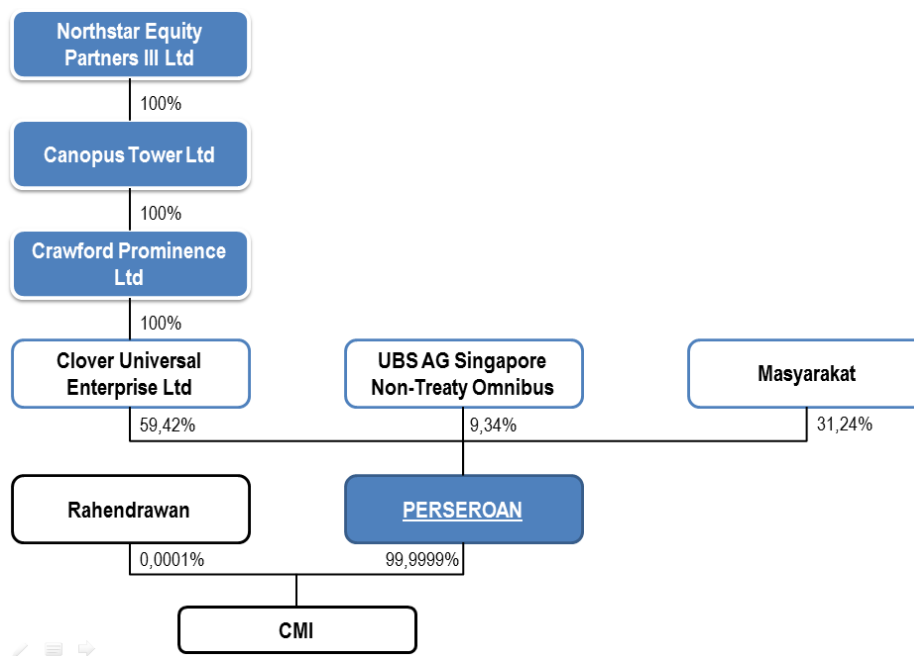 Northstar Equity
Partners III Ltd
100%
Canopus Tower Ltd
100%
Crawford Prominence
Ltd
100%
Clover Universal
Enterprise Ltd
UBS AG Singapore
Non-Treaty Omnibus
Masyarakat
59,42%
9,34%
31,24%
Rahendrawan
PERSEROAN
0,0001%
99,9999%
CMI